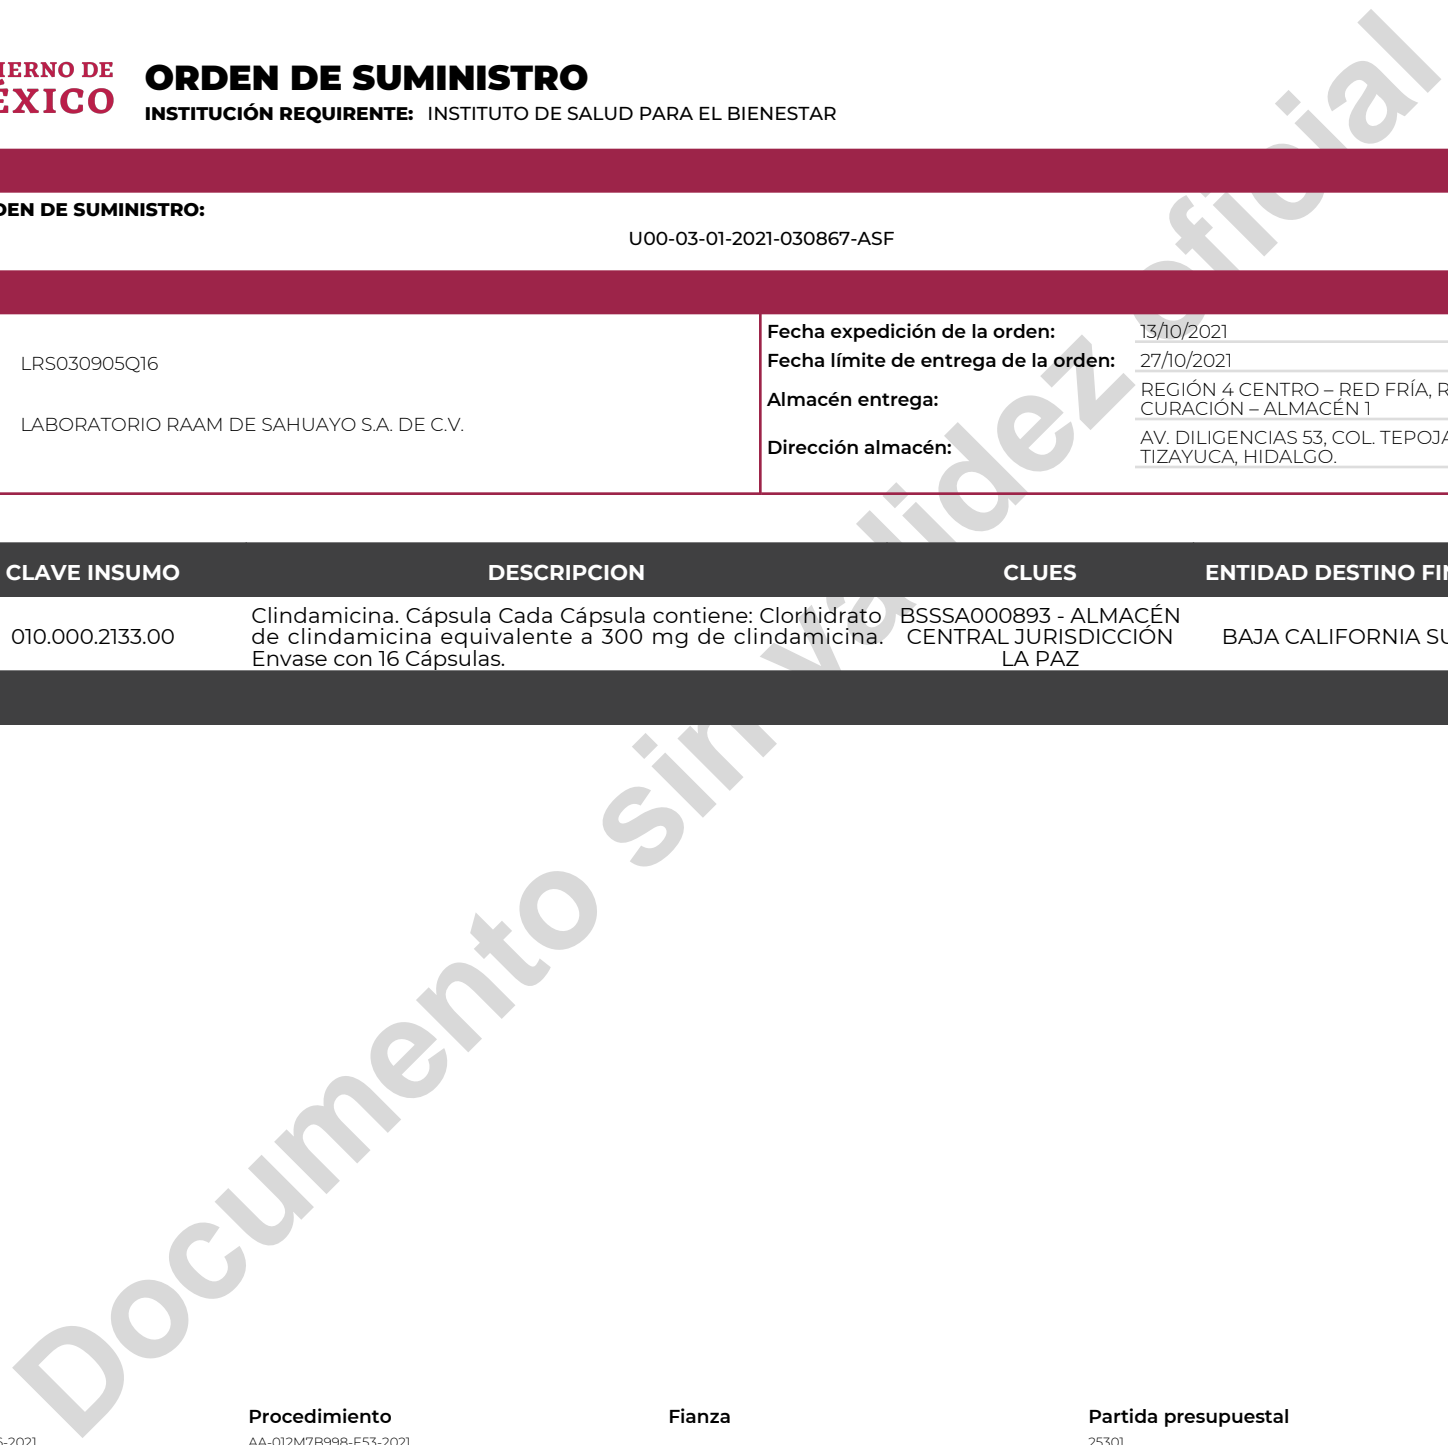 IERNO DE
ÉXICO
ORDEN DE SUMINISTRO
INSTITUCIÓN REQUIRENTE: INSTITUTO DE SALUD PARA EL BIENESTAR
DEN DE SUMINISTRO:
U00-03-01-2021-030867-ASF
LRS030905Q16
LABORATORIO RAAM DE SAHUAYO S.A. DE C.V.
Fecha expedición de la orden: 13/10/2021
Fecha límite de entrega de la orden: 27/10/2021
Almacén entrega: REGIÓN 4 CENTRO – RED FRÍA, R
CURACIÓN – ALMACÉN 1
Dirección almacén: AV. DILIGENCIAS 53, COL. TEPOJA
TIZAYUCA, HIDALGO.
CLAVE INSUMO DESCRIPCION CLUES ENTIDAD DESTINO FIN
010.000.2133.00
Clindamicina. Cápsula Cada Cápsula contiene: Clorhidrato
de clindamicina equivalente a 300 mg de clindamicina.
Envase con 16 Cápsulas.
BSSSA000893 - ALMACÉN
CENTRAL JURISDICCIÓN
LA PAZ
BAJA CALIFORNIA SU
Documento sin validez oficial
Procedimiento Fianza Partida presupuestal
-2021 AA-012M7B998-E53-2021 25301